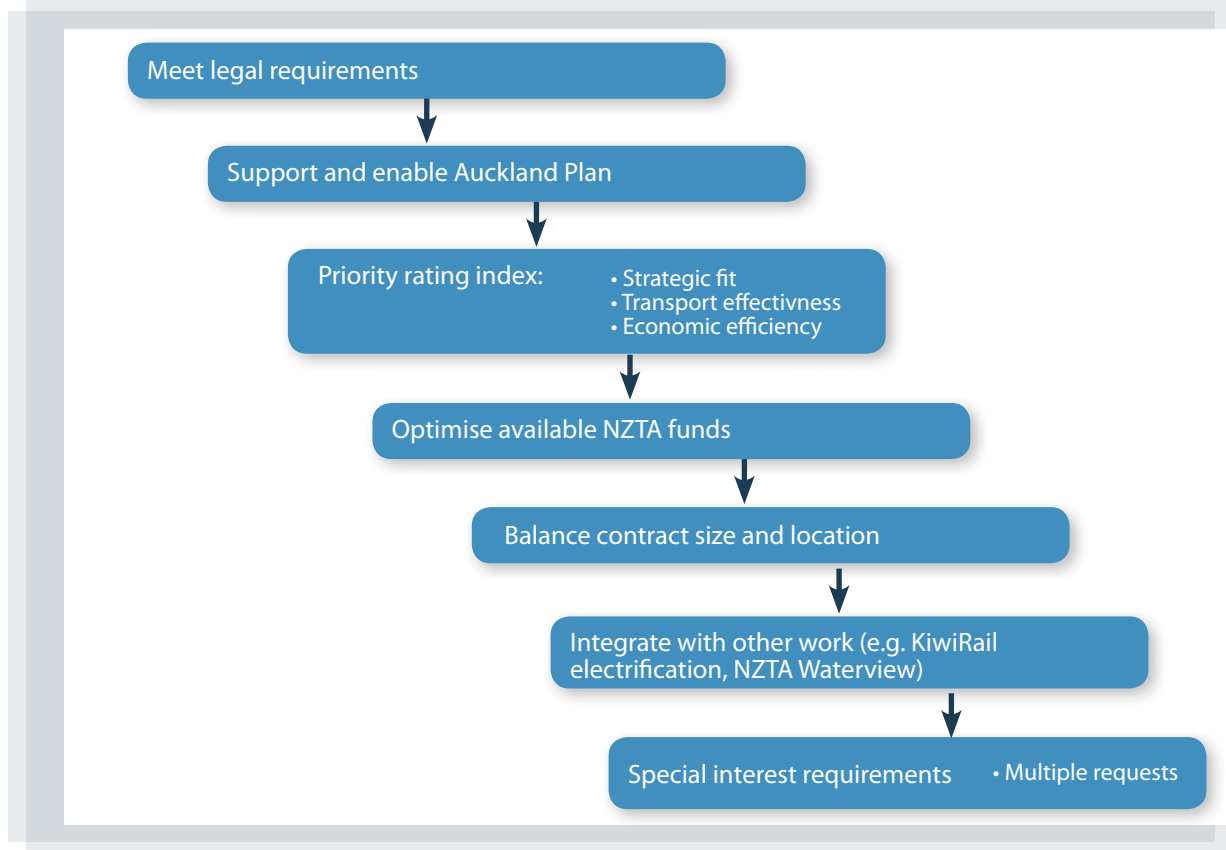 Meet legal requirements
Support and enable Auckland Plan
Priority rating index:
• Strategic fit
• Transport effectivness
• Economic efficiency
Optimise available NZTA funds
Balance contract size and location
Integrate with other work (e.g. KiwiRail
electrification, NZTA Waterview)
Special interest requirements
• Multiple requests